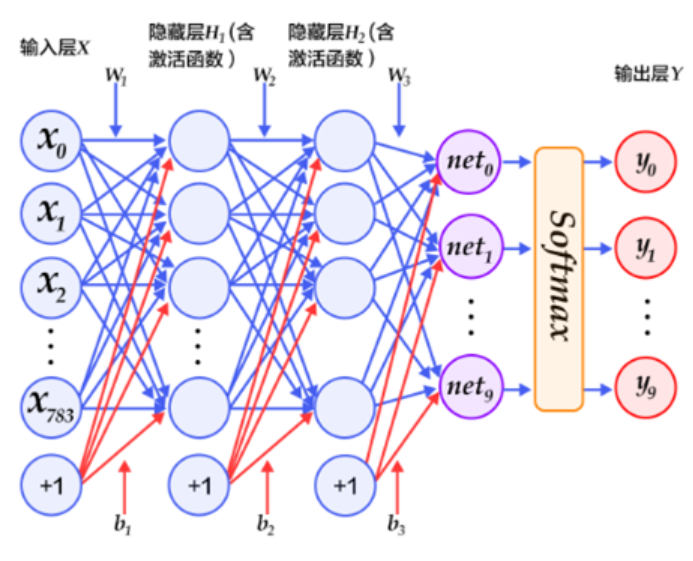 输入层X
隐藏层H₁(含
激活函数)
隐藏层H₂(含
激活函数)
输出层Y
W₁
W₂
W₃
x₀
x₁
x₂
x₇₈₃
+1
+1
+1
net₀
net₁
net₉
Softmax
y₀
y₁
y₉
b₁
b₂
b₃